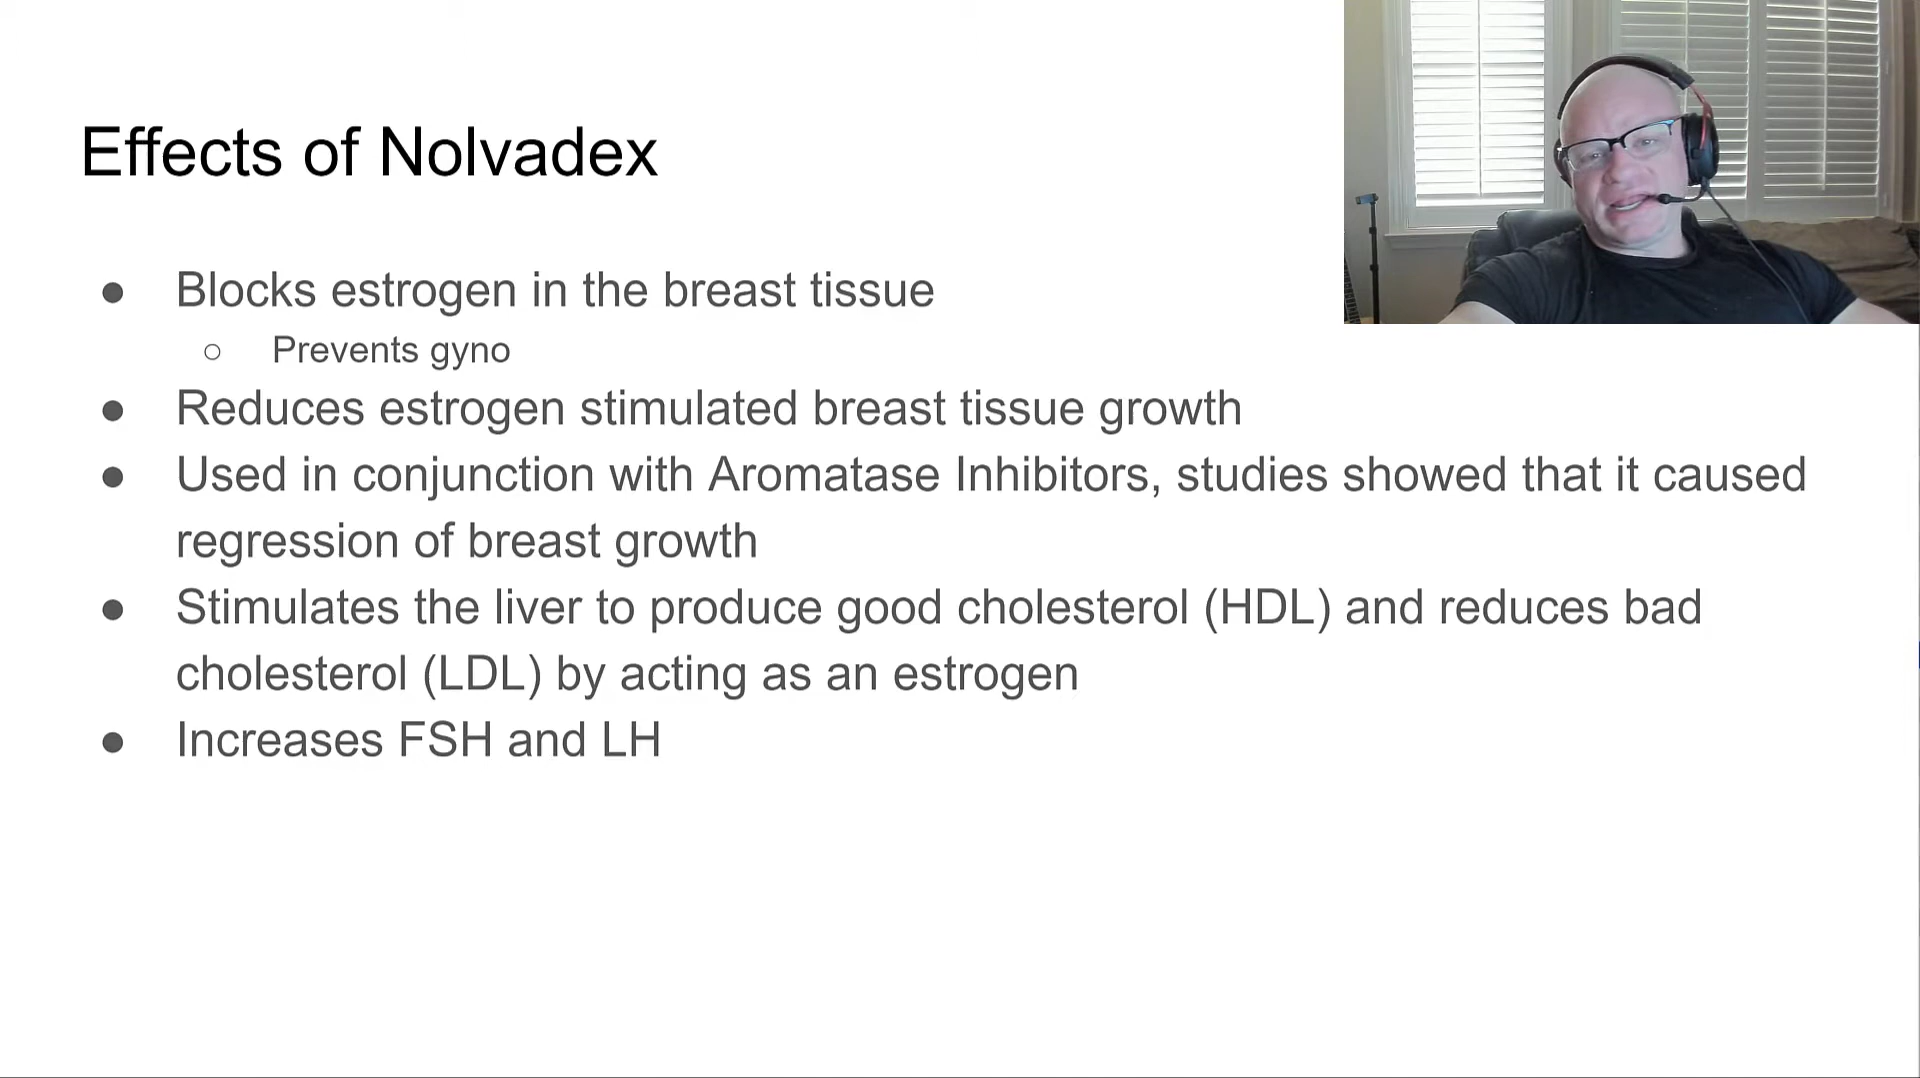 Effects of Nolvadex
● Blocks estrogen in the breast tissue
○ Prevents gyno
● Reduces estrogen stimulated breast tissue growth
● Used in conjunction with Aromatase Inhibitors, studies showed that it caused
regression of breast growth
● Stimulates the liver to produce good cholesterol (HDL) and reduces bad
cholesterol (LDL) by acting as an estrogen
● Increases FSH and LH